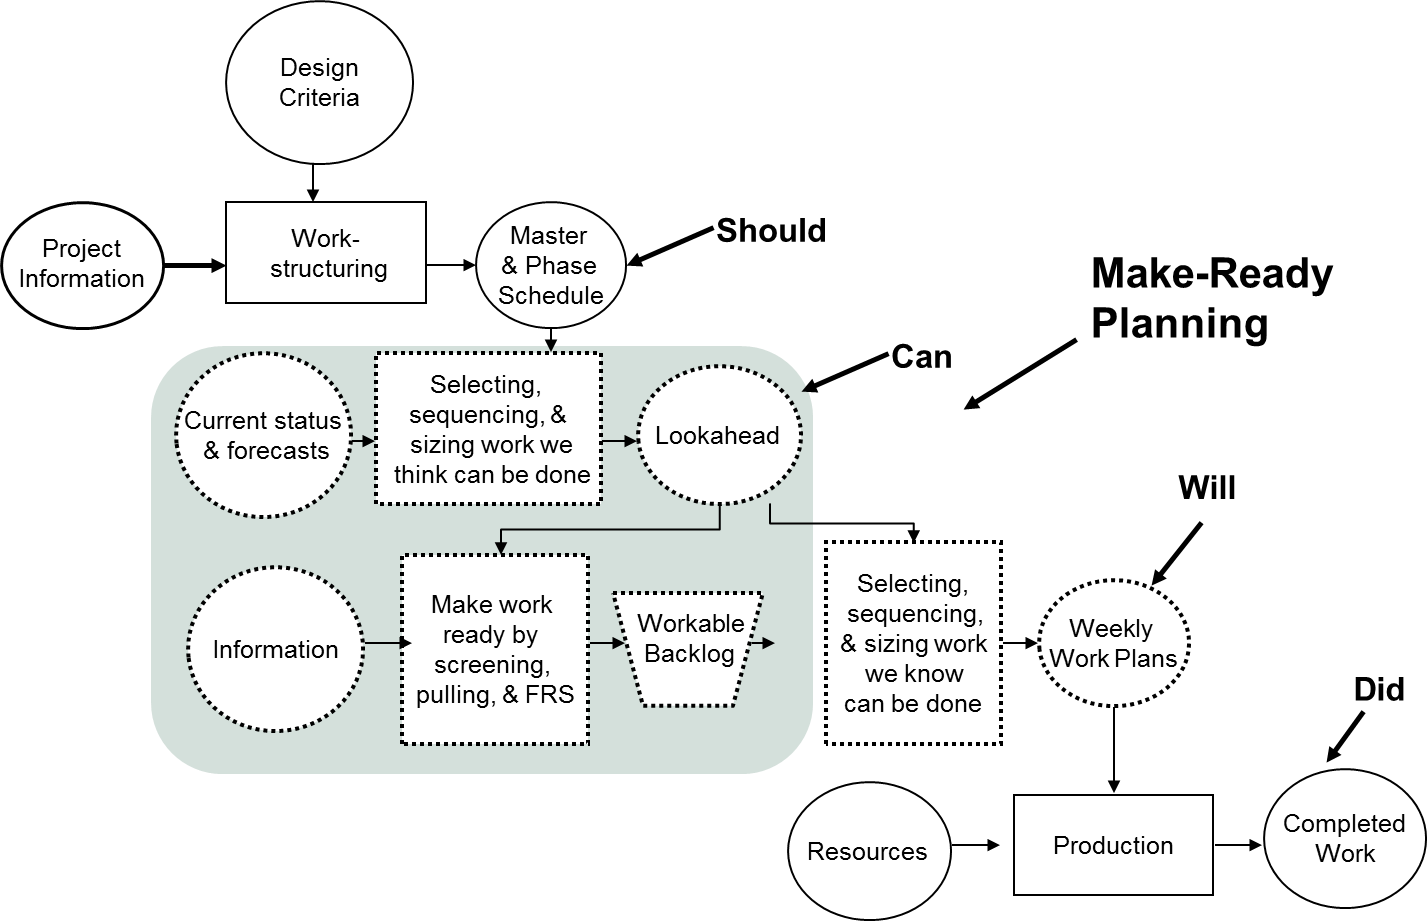 Design
Criteria
Project
Information
Work-
structuring
Master
& Phase
Schedule
Should
Make-Ready
Planning
Current status
& forecasts
Selecting,
sequencing, &
sizing work we
think can be done
Lookahead
Can
Information
Make work
ready by
screening,
pulling, & FRS
Workable
Backlog
Selecting,
sequencing,
& sizing work
we know
can be done
Weekly
Work Plans
Will
Did
Resources
Production
Completed
Work